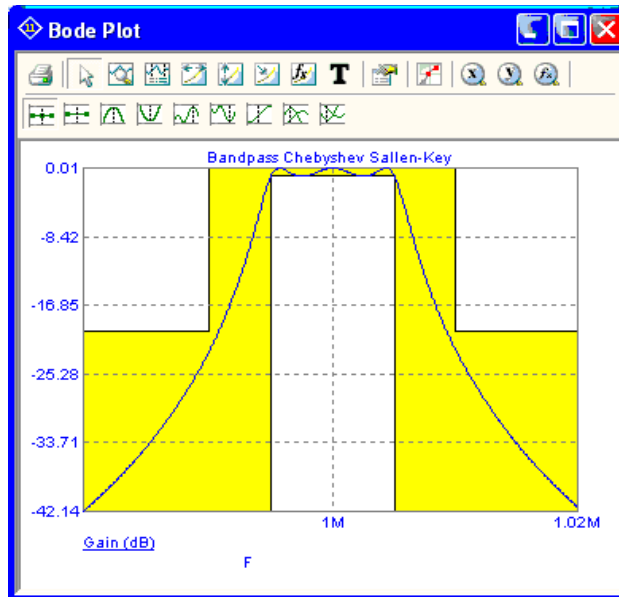 Bode Plot
T
Bandpass Chebyshev Sallen-Key
0.01
-8.42
-16.85
-25.28
-33.71
-42.14
1M
1.02M
Gain (dB)
F